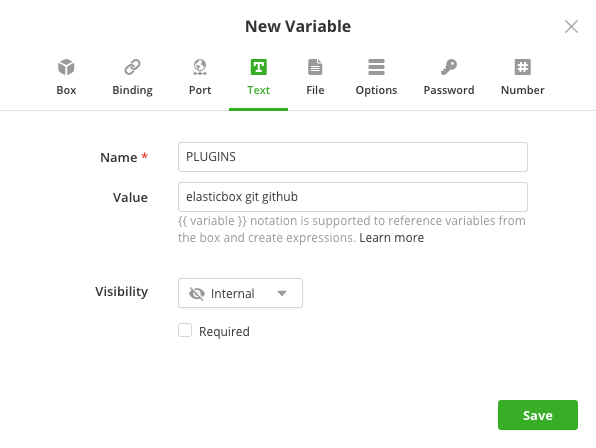 New Variable
Box Binding Port Text File Options Password Number
Name *
PLUGINS
Value
elasticbox git github
{{ variable }} notation is supported to reference variables from
the box and create expressions. Learn more
Visibility
Internal
Required
Save